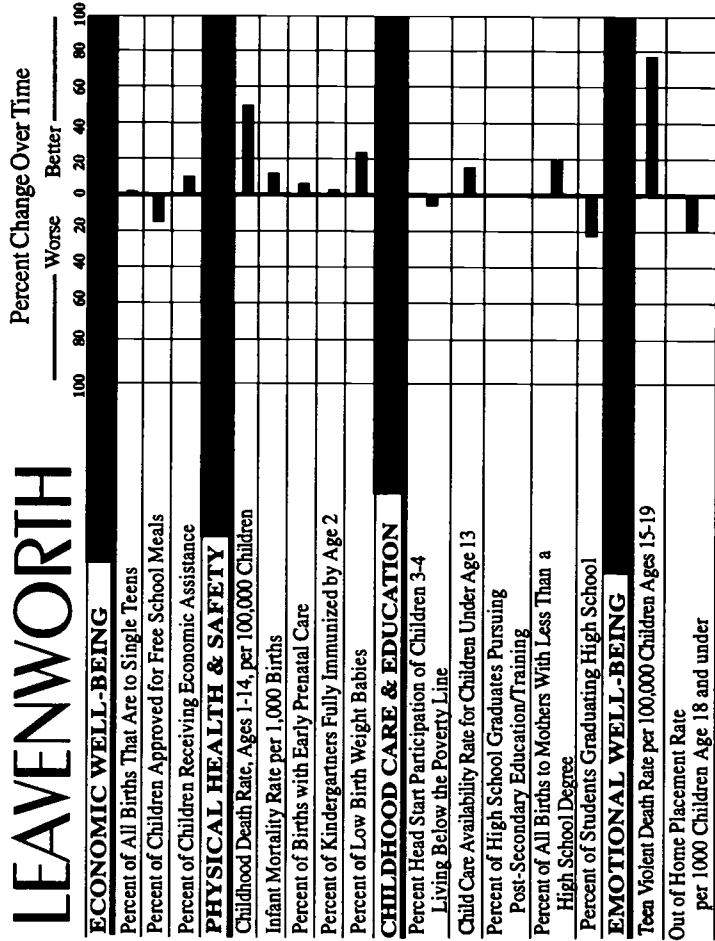 LEAVENWORTH
Percent Change Over Time
Worse Better
100 80 60 40 20 0 20 40 60 80 100
ECONOMIC WELL-BEING
Percent of All Births That Are to Single Teens
Percent of Children Approved for Free School Meals
Percent of Children Receiving Economic Assistance
PHYSICAL HEALTH & SAFETY
Childhood Death Rate, Ages 1-14, per 100,000 Children
Infant Mortality Rate per 1,000 Births
Percent of Births with Early Prenatal Care
Percent of Kindergartners Fully Immunized by Age 2
Percent of Low Birth Weight Babies
CHILDHOOD CARE & EDUCATION
Percent Head Start Participation of Children 3-4
Living Below the Poverty Line
Child Care Availability Rate for Children Under Age 13
Percent of High School Graduates Pursuing
Post-Secondary Education/Training
Percent of All Births to Mothers With Less Than a
High School Degree
Percent of Students Graduating High School
EMOTIONAL WELL-BEING
Teen Violent Death Rate per 100,000 Children Ages 15-19
Out of Home Placement Rate
per 1000 Children Age 18 and under